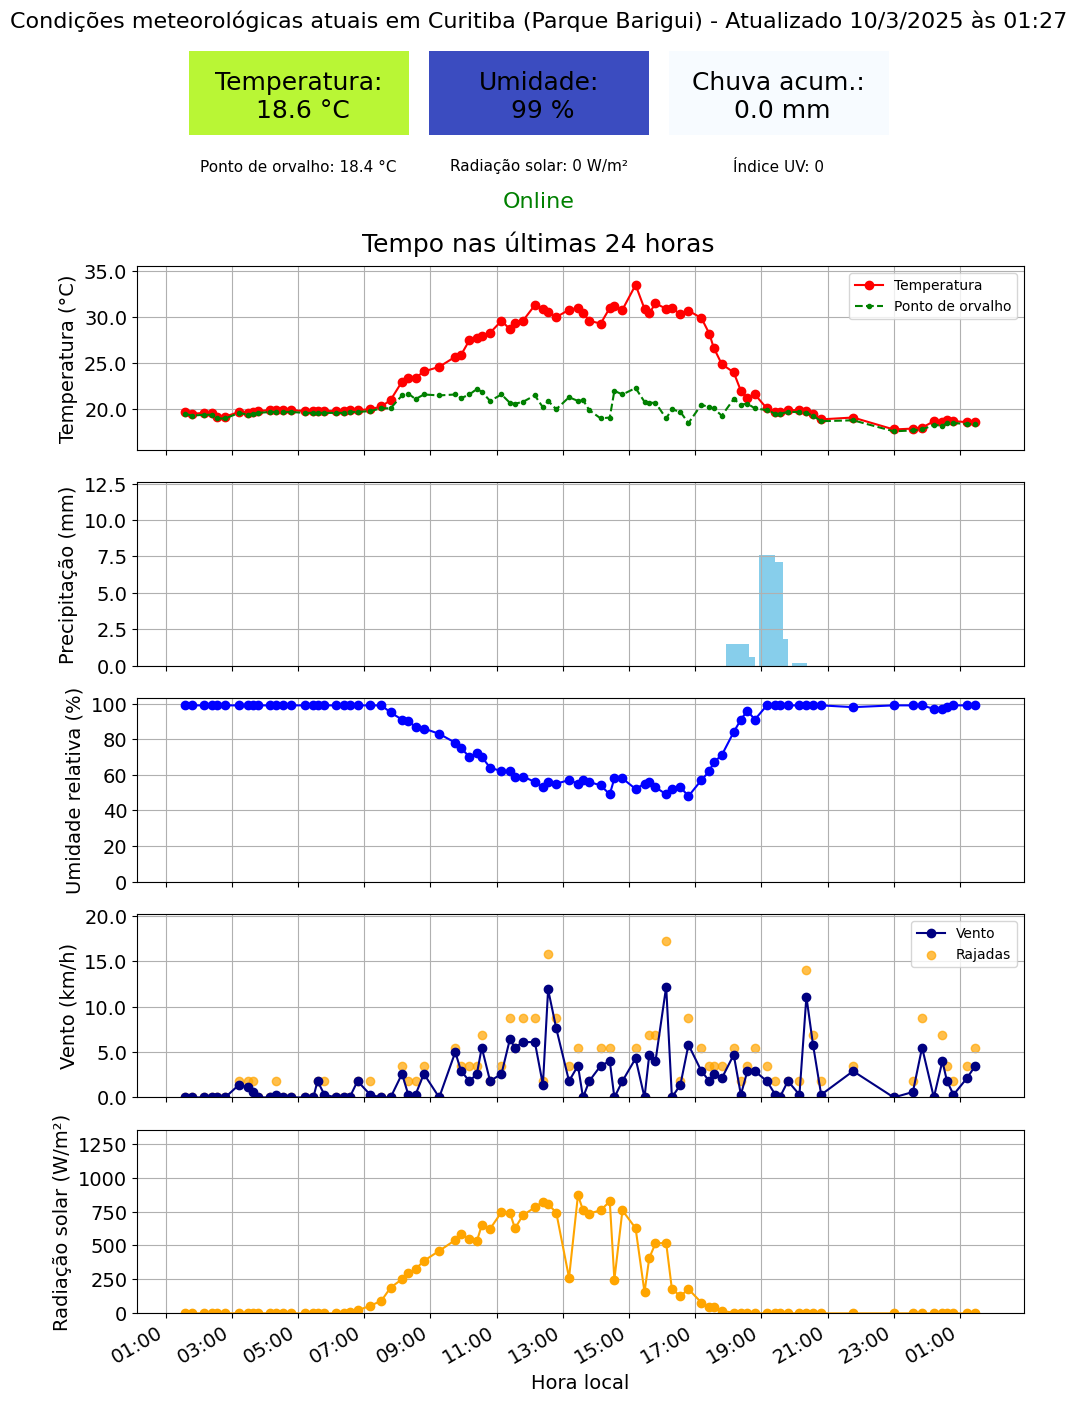 Condições meteorológicas atuais em Curitiba (Parque Barigui) - Atualizado 10/3/2025 às 01:27
Temperatura:
18.6 °C
Umidade:
99 %
Chuva acum.:
0.0 mm
Ponto de orvalho: 18.4 °C
Radiação solar: 0 W/m²
Índice UV: 0
Online
Tempo nas últimas 24 horas
Temperatura (°C)
35.0
30.0
25.0
20.0
Temperatura
Ponto de orvalho
Precipitação (mm)
12.5
10.0
7.5
5.0
2.5
0.0
Umidade relativa (%)
100
80
60
40
20
0
Vento (km/h)
20.0
15.0
10.0
5.0
0.0
Vento
Rajadas
Radiação solar (W/m²)
1250
1000
750
500
250
0
01:00
03:00
05:00
07:00
09:00
11:00
13:00
15:00
17:00
19:00
21:00
23:00
01:00
Hora local